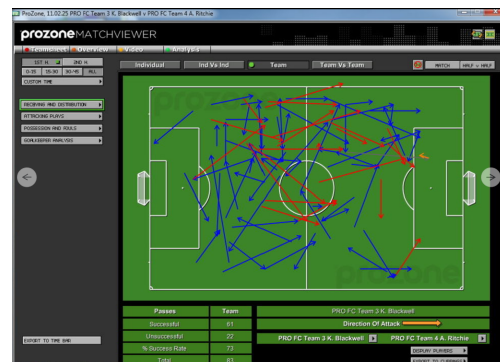 ProZone, 11.02.25 PRO FC Team 3 K. Blackwell v PRO FC Team 4 A. Ritchie
prozone MATCHVIEWER
Teamsheet Overview Video Analysis
1ST H. 2ND H.
0-15 15-30 30-45 ALL
CUSTOM TIME
Individual Ind Vs Ind Team Team Vs Team
MATCH HALF v HALF
RECEIVING AND DISTRIBUTION
ATTACKING PLAYS
POSSESSION AND FOULS
GOALKEEPER ANALYSIS
prozone
prozone
Passes Team
Successful 61
Unsuccessful 22
% Success Rate 73
Total 83
PRO FC Team 3 K. Blackwell
Direction Of Attack
PRO FC Team 3 K. Blackwell PRO FC Team 4 A. Ritchie
DISPLAY PLAYERS
EXPORT TO TIME BAR